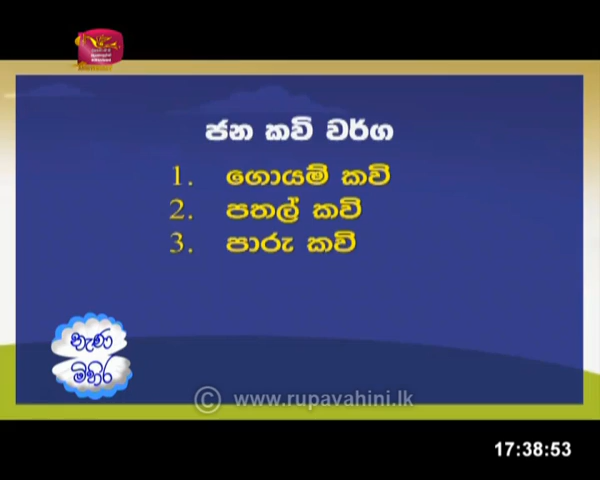 ජන කවි වර්ග
1. ගොයම් කවි
2. පතල් කවි
3. පාරු කවි
නැණ
මිහිර
© www.rupavahini.lk
17:38:53